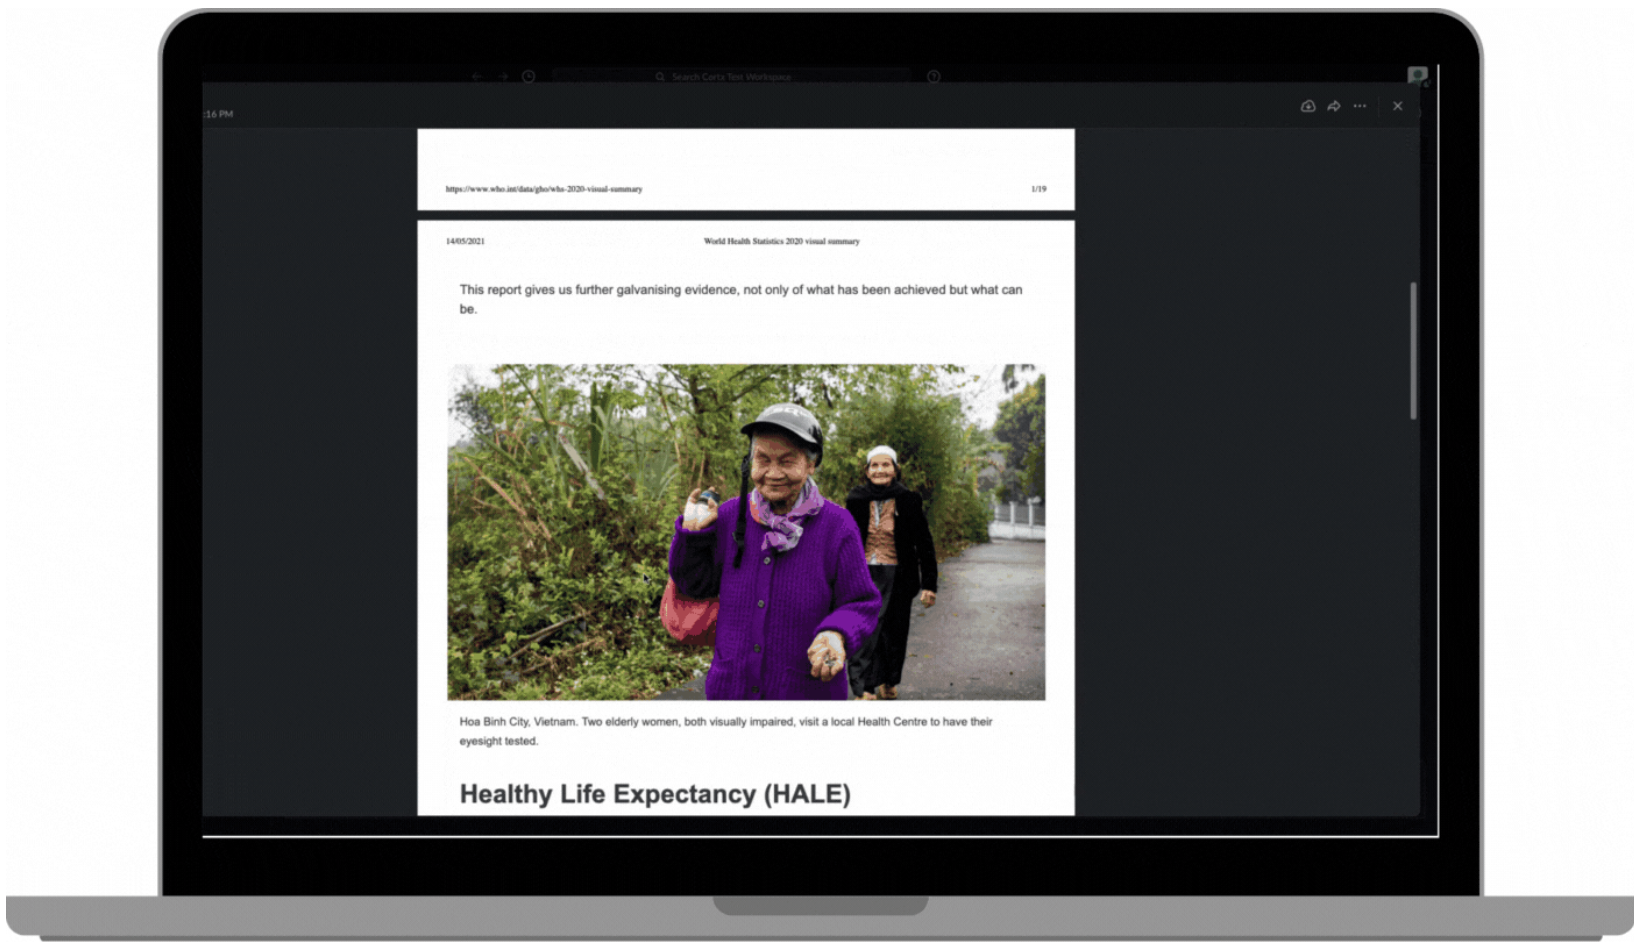 Search Certa Test Workspace
:16 PM
https://www.who.int/data/gho/whs-2020-visual-summary 1/19
14/05/2021 World Health Statistics 2020 visual summary
This report gives us further galvanising evidence, not only of what has been achieved but what can
be.
Hoa Binh City, Vietnam. Two elderly women, both visually impaired, visit a local Health Centre to have their
eyesight tested.
Healthy Life Expectancy (HALE)